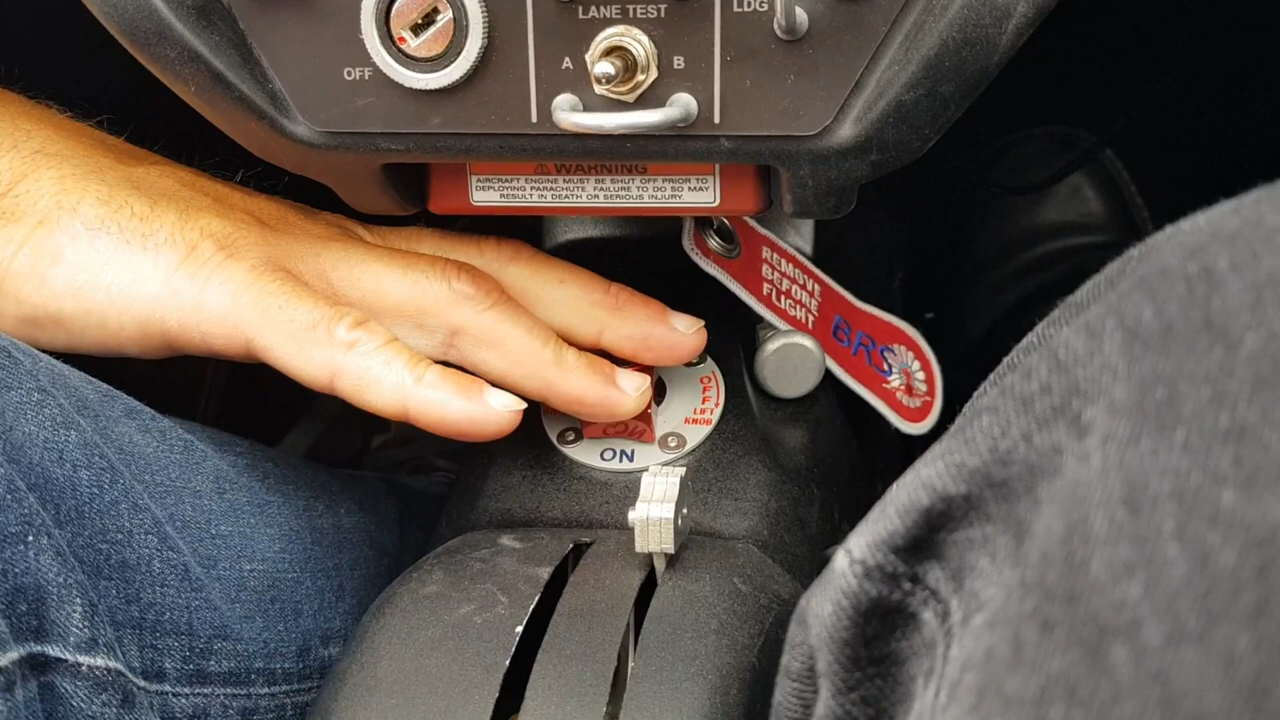 LANE TEST
LDG
OFF
A
B
WARNING
AIRCRAFT ENGINE MUST BE SHUT OFF PRIOR TO
DEPLOYING PARACHUTE. FAILURE TO DO SO MAY
RESULT IN DEATH OR SERIOUS INJURY.
REMOVE
BEFORE
FLIGHT
BRS
OFF
LIFT
KNOB
ON